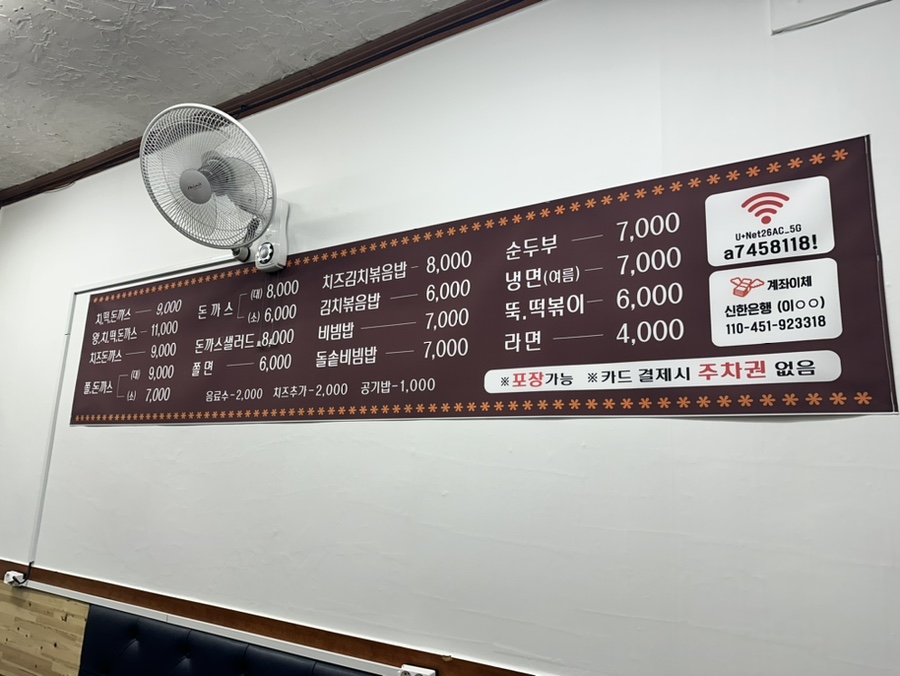 치.떡.돈까스 9,000
왕.치.떡.돈까스 11,000
치즈돈까스 9,000
쫄.돈까스 (대) 9,000
(소) 7,000
돈까스 (대) 8,000
(소) 6,000
돈까스샐러드 8,000
쫄면 6,000
음료수-2,000 치즈추가-2,000 공기밥-1,000
치즈김치볶음밥 8,000
김치볶음밥 6,000
비빔밥 7,000
돌솥비빔밥 7,000
순두부 7,000
냉면(여름) 7,000
뚝.떡볶이 6,000
라면 4,000
※포장가능 ※카드 결제시 주차권 없음
U+Net26AC_5G
a7458118!
계좌이체
신한은행 (이○○)
110-451-923318